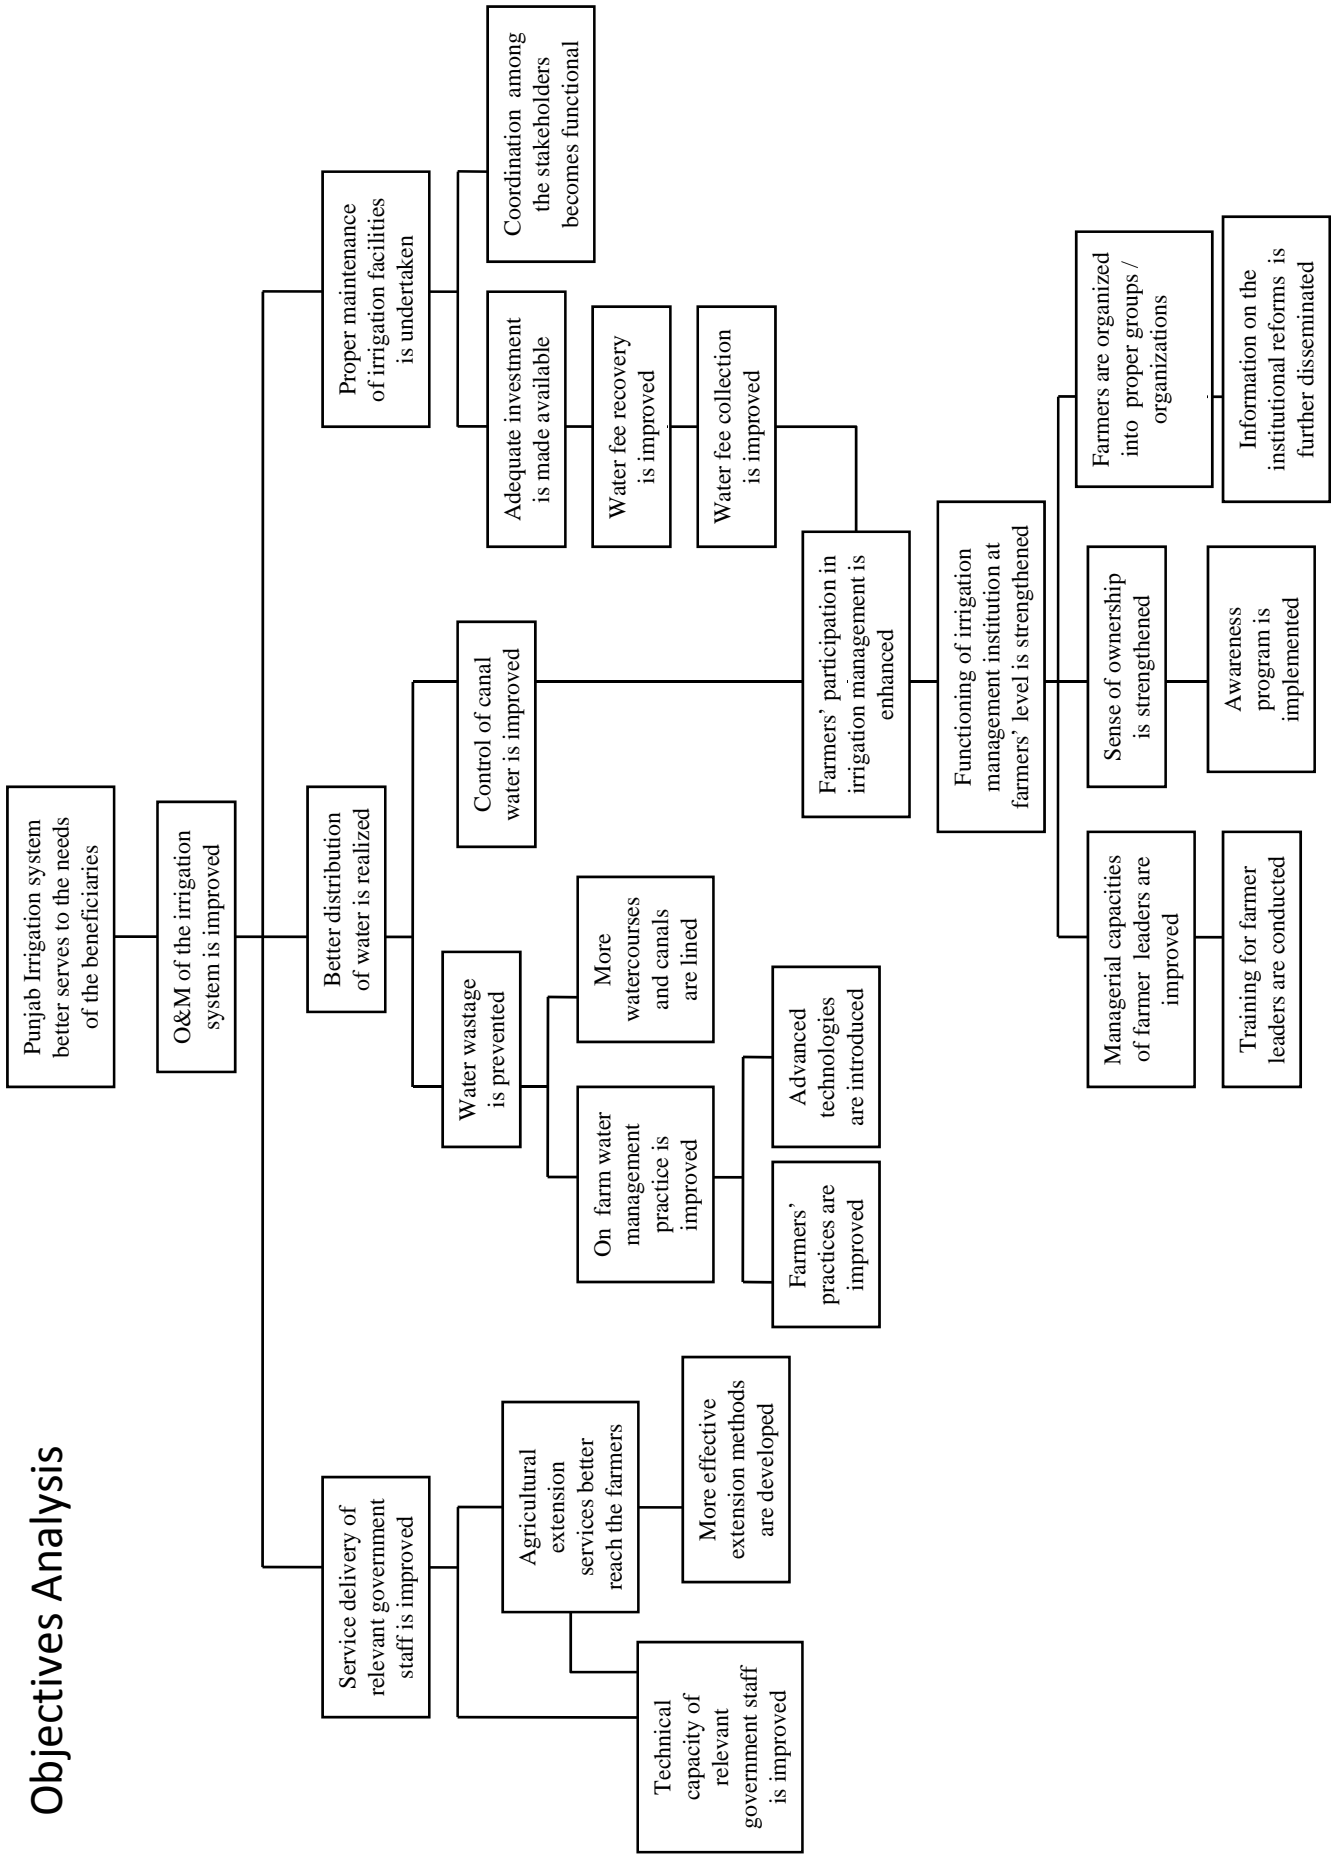 Objectives Analysis
Punjab Irrigation system
better serves to the needs
of the beneficiaries
O&M of the irrigation
system is improved
Service delivery of
relevant government
staff is improved
Better distribution
of water is realized
Proper maintenance
of irrigation facilities
is undertaken
Technical
capacity of
relevant
government staff
is improved
Agricultural
extension
services better
reach the farmers
More effective
extension methods
are developed
Water wastage
is prevented
Control of canal
water is improved
On farm water
management
practice is
improved
More
watercourses
and canals
are lined
Farmers’
practices are
improved
Advanced
technologies
are introduced
Adequate investment
is made available
Coordination among
the stakeholders
becomes functional
Water fee recovery
is improved
Water fee collection
is improved
Farmers’ participation in
irrigation management is
enhanced
Functioning of irrigation
management institution at
farmers’ level is strengthened
Managerial capacities
of farmer leaders are
improved
Sense of ownership
is strengthened
Farmers are organized
into proper groups /
organizations
Training for farmer
leaders are conducted
Awareness
program is
implemented
Information on the
institutional reforms is
further disseminated